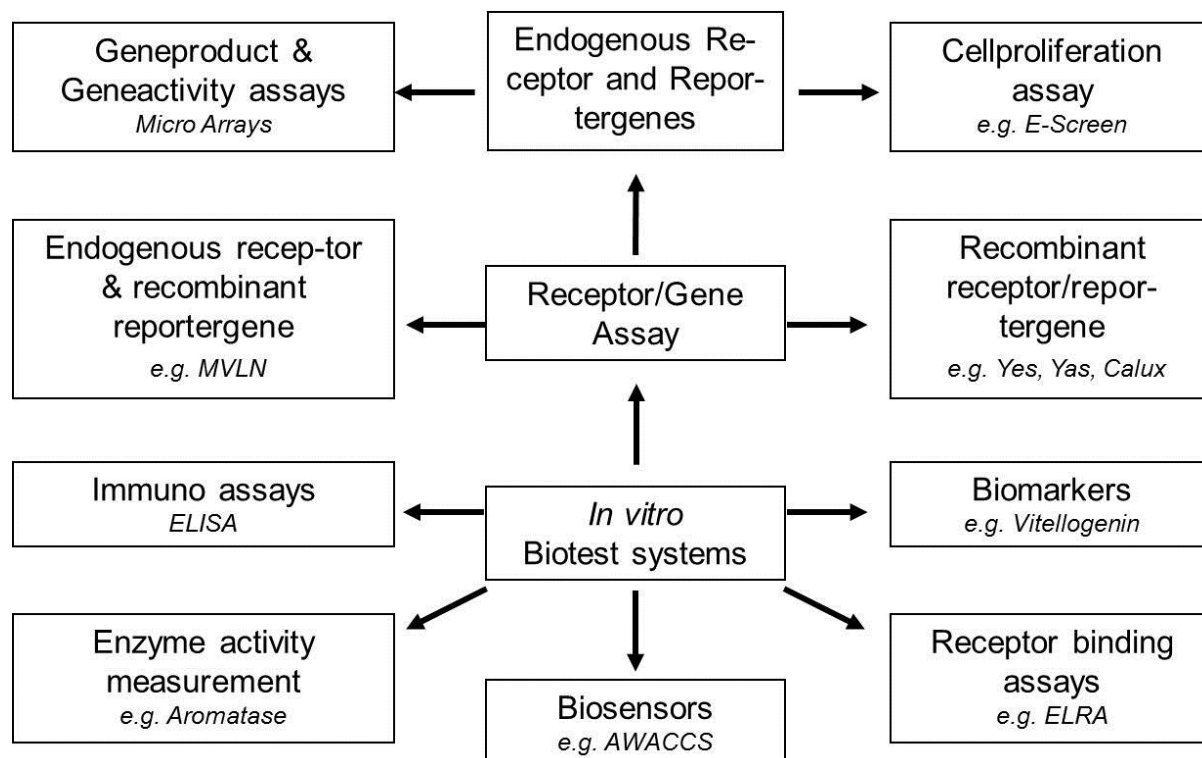 Geneproduct &
Geneactivity assays
Micro Arrays
Endogenous Re-
ceptor and Repor-
tergenes
Cellproliferation
assay
e.g. E-Screen
Endogenous recep-tor
& recombinant
reportergene
e.g. MVLN
Receptor/Gene
Assay
Recombinant
receptor/repor-
tergene
e.g. Yes, Yas, Calux
Immuno assays
ELISA
In vitro
Biotest systems
Biomarkers
e.g. Vitellogenin
Enzyme activity
measurement
e.g. Aromatase
Biosensors
e.g. AWACCS
Receptor binding
assays
e.g. ELRA